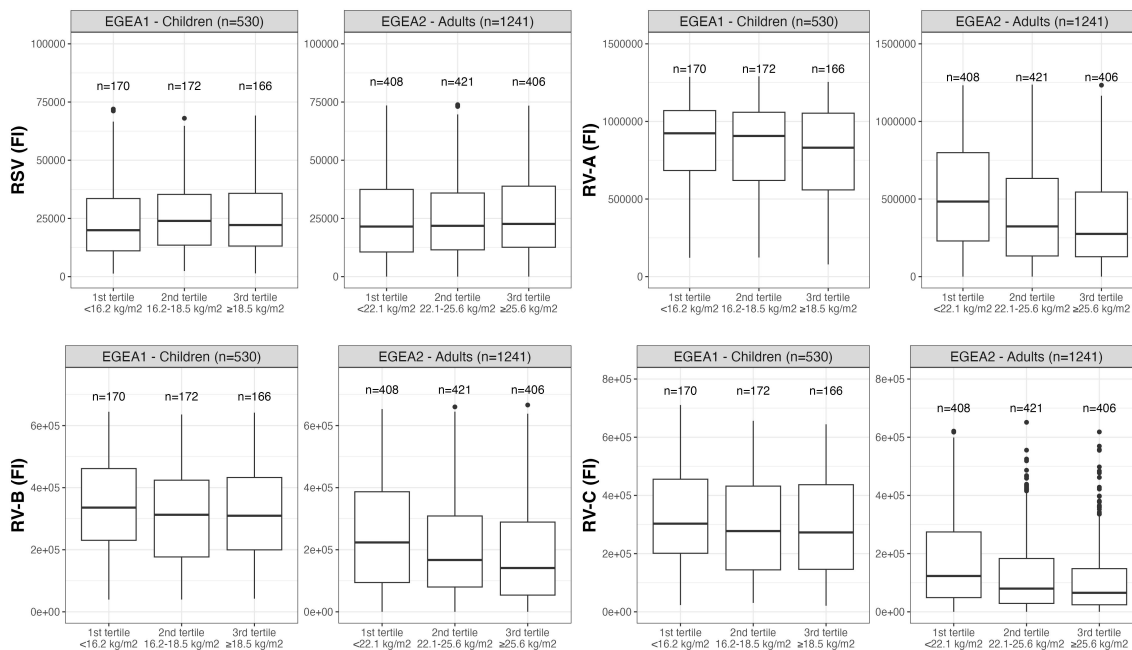 EGEA1 - Children (n=530)
EGEA2 - Adults (n=1241)
RSV (FI)
100000
75000
50000
25000
0
n=170
n=172
n=166
1st tertile
<16.2 kg/m2
2nd tertile
16.2-18.5 kg/m2
3rd tertile
≥18.5 kg/m2
100000
75000
50000
25000
0
n=408
n=421
n=406
1st tertile
<22.1 kg/m2
2nd tertile
22.1-25.6 kg/m2
3rd tertile
≥25.6 kg/m2
EGEA1 - Children (n=530)
EGEA2 - Adults (n=1241)
RV-A (FI)
1500000
1000000
500000
0
n=170
n=172
n=166
1st tertile
<16.2 kg/m2
2nd tertile
16.2-18.5 kg/m2
3rd tertile
≥18.5 kg/m2
1500000
1000000
500000
0
n=408
n=421
n=406
1st tertile
<22.1 kg/m2
2nd tertile
22.1-25.6 kg/m2
3rd tertile
≥25.6 kg/m2
EGEA1 - Children (n=530)
EGEA2 - Adults (n=1241)
RV-B (FI)
6e+05
4e+05
2e+05
0e+00
n=170
n=172
n=166
1st tertile
<16.2 kg/m2
2nd tertile
16.2-18.5 kg/m2
3rd tertile
≥18.5 kg/m2
6e+05
4e+05
2e+05
0e+00
n=408
n=421
n=406
1st tertile
<22.1 kg/m2
2nd tertile
22.1-25.6 kg/m2
3rd tertile
≥25.6 kg/m2
EGEA1 - Children (n=530)
EGEA2 - Adults (n=1241)
RV-C (FI)
8e+05
6e+05
4e+05
2e+05
0e+00
n=170
n=172
n=166
1st tertile
<16.2 kg/m2
2nd tertile
16.2-18.5 kg/m2
3rd tertile
≥18.5 kg/m2
8e+05
6e+05
4e+05
2e+05
0e+00
n=408
n=421
n=406
1st tertile
<22.1 kg/m2
2nd tertile
22.1-25.6 kg/m2
3rd tertile
≥25.6 kg/m2